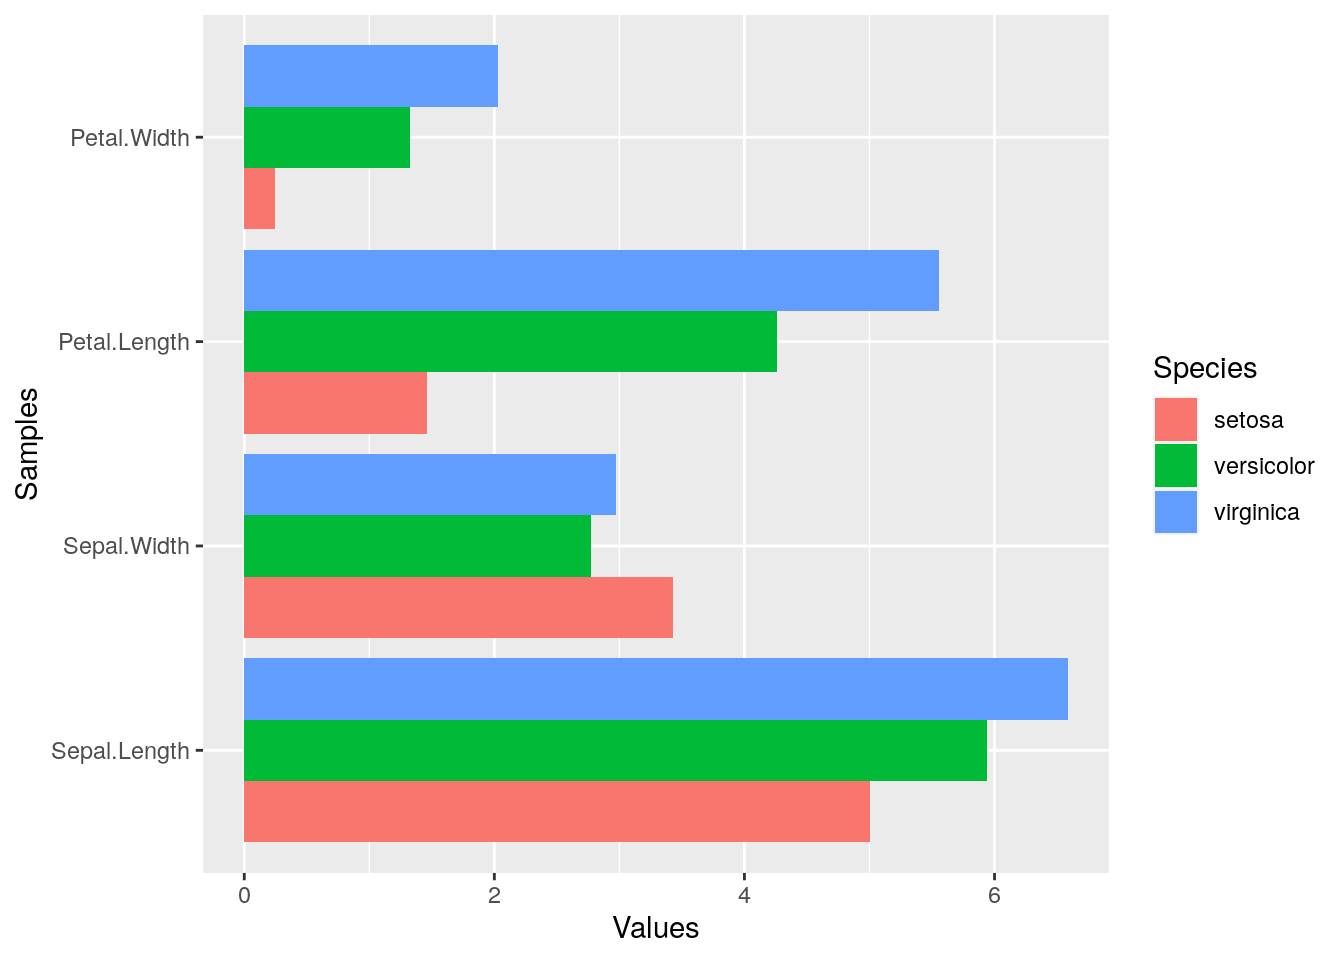 Petal.Width
Petal.Length
Sepal.Width
Sepal.Length
Samples
0 2 4 6
Values
Species
setosa
versicolor
virginica